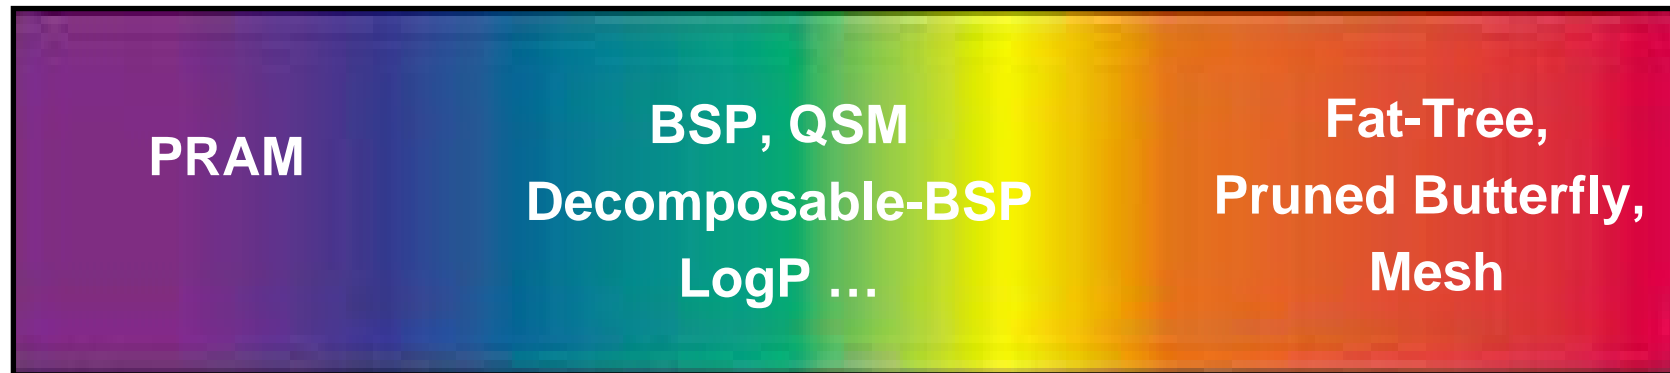 PRAM
BSP, QSM
Decomposable-BSP
LogP …
Fat-Tree,
Pruned Butterfly,
Mesh